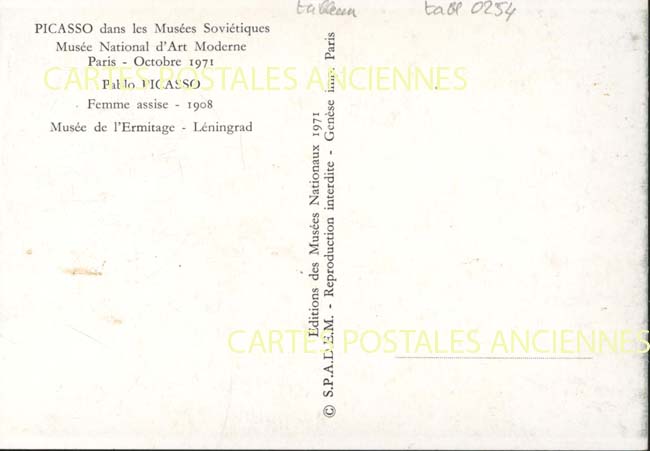 tableau
tabl 0254
PICASSO dans les Musées Soviétiques
Musée National d'Art Moderne
Paris - Octobre 1971
CARTES POSTALES ANCIENNES
Pablo PICASSO
Femme assise - 1908
Musée de l'Ermitage - Léningrad
Editions des Musées Nationaux 1971
© S.P.A.D.E.M. - Reproduction interdite - Genèse imp. Paris
CARTES POSTALES ANCIENNES